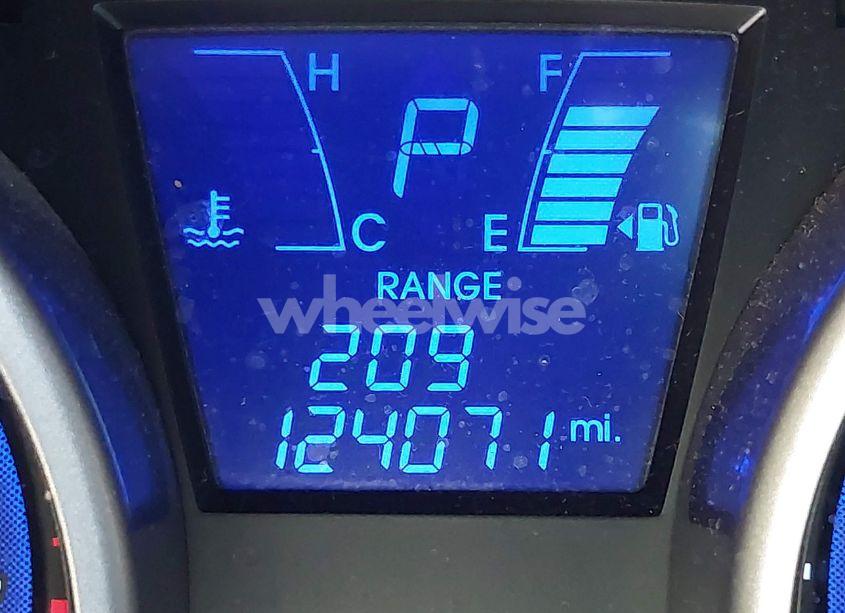 H
P
F
C
E
RANGE
wheelwise
209
124071 mi.